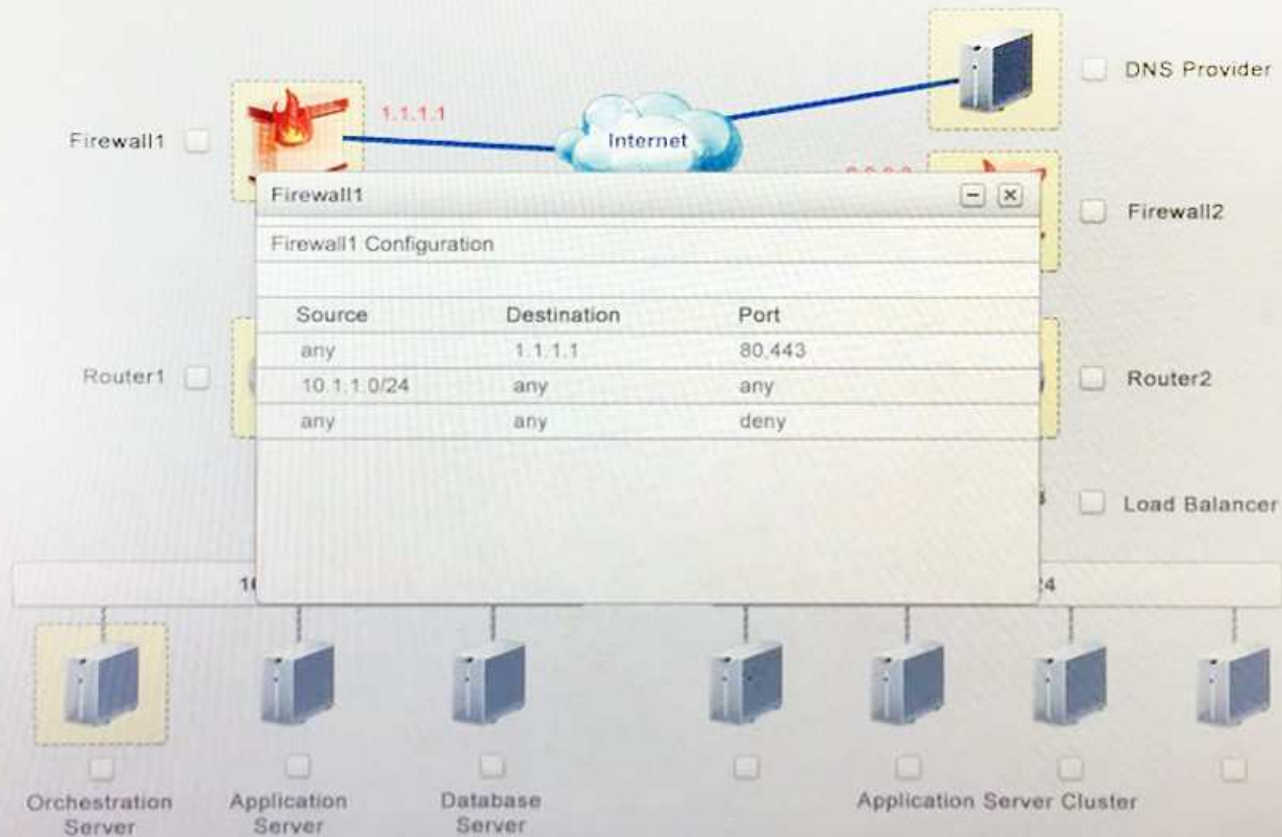 DNS Provider
1.1.1.1
Firewall1
Internet
Firewall1
Firewall2
Firewall1 Configuration
Source Destination Port
any 1.1.1.1 80,443
Router1
10.1.1.0/24 any any
Router2
any any deny
Load Balancer
Orchestration Server
Application Server
Database Server
Application Server Cluster